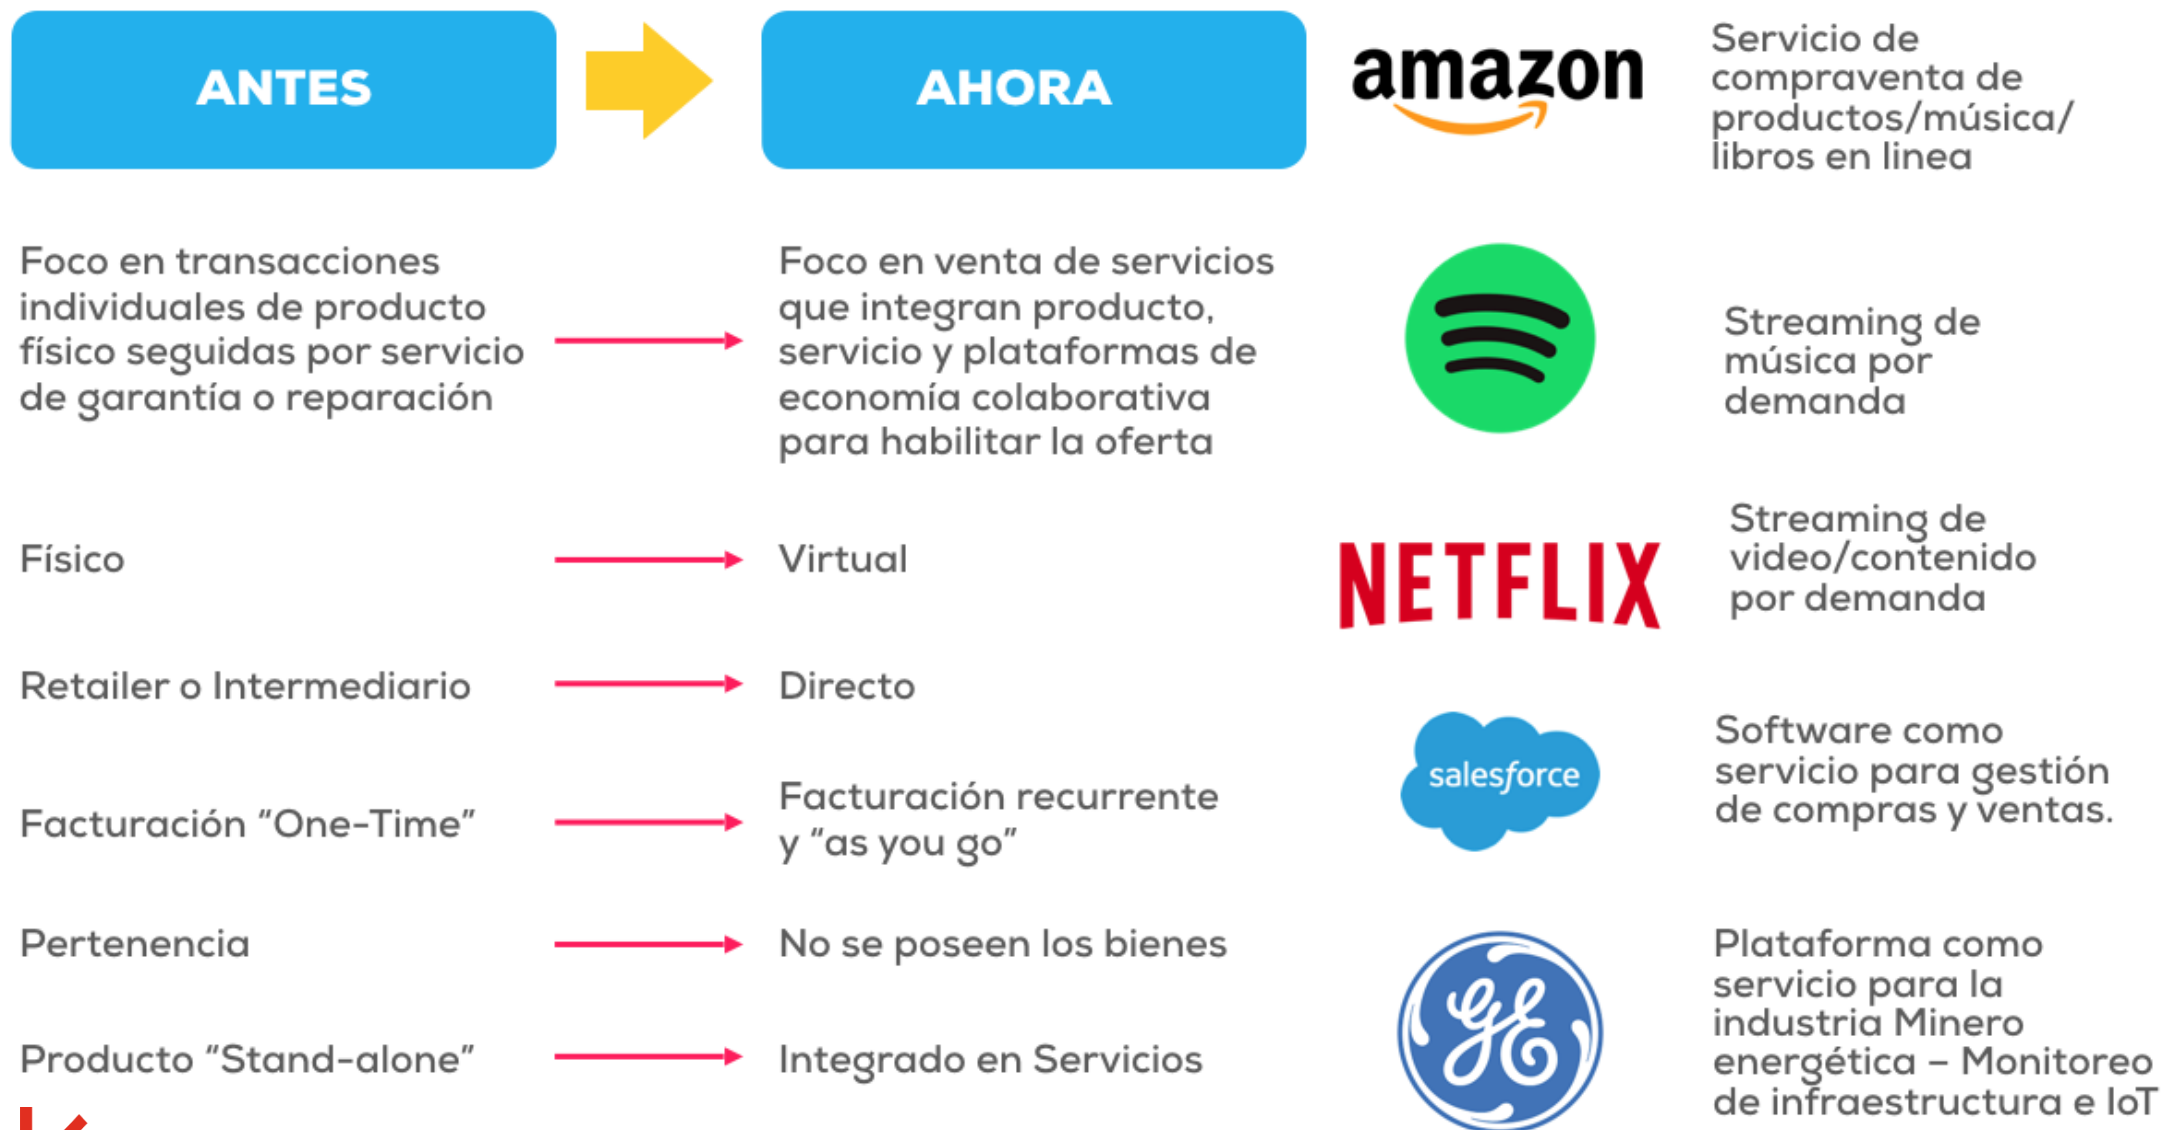 ANTES
AHORA
Foco en transacciones
individuales de producto
físico seguidas por servicio
de garantía o reparación
Foco en venta de servicios
que integran producto,
servicio y plataformas de
economía colaborativa
para habilitar la oferta
Físico
Virtual
Retailer o Intermediario
Directo
Facturación “One-Time”
Facturación recurrente
y “as you go”
Pertenencia
No se poseen los bienes
Producto “Stand-alone”
Integrado en Servicios
amazon
Servicio de
compraventa de
productos/música/
libros en linea
Streaming de
música por
demanda
NETFLIX
Streaming de
video/contenido
por demanda
salesforce
Software como
servicio para gestión
de compras y ventas.
GE
Plataforma como
servicio para la
industria Minero
energética – Monitoreo
de infraestructura e IoT